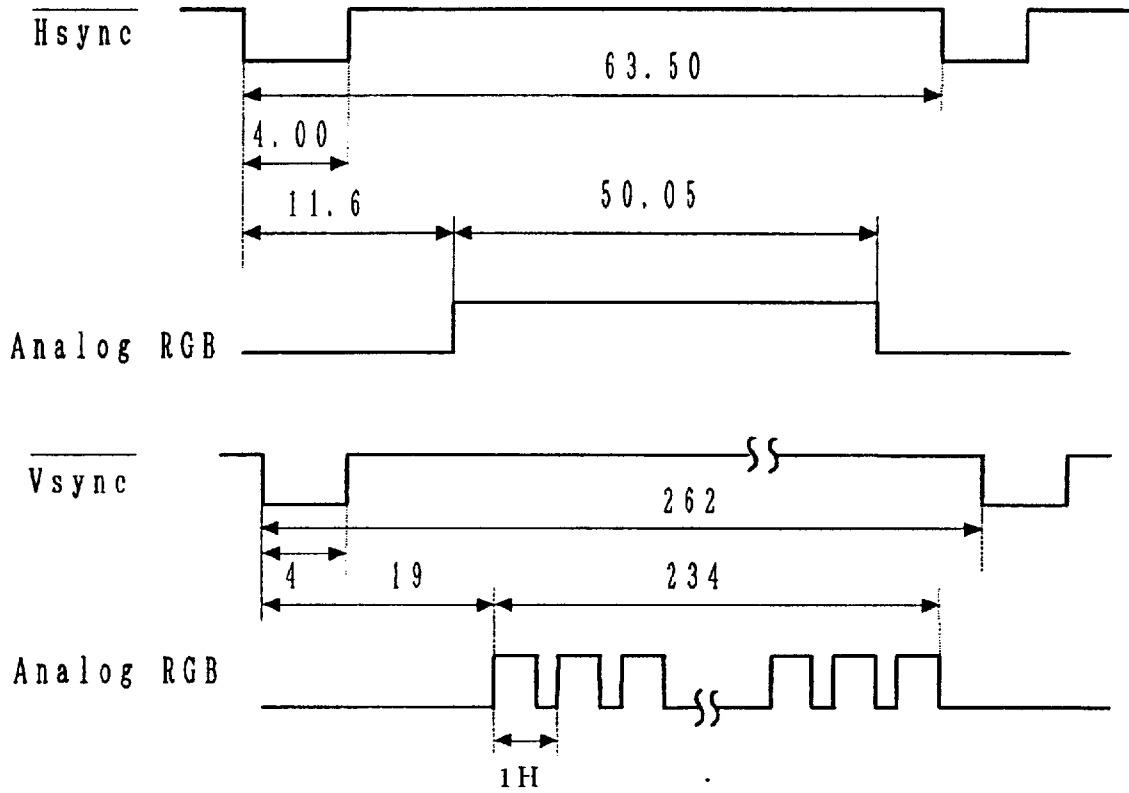 Hsync
63.50
4.00
11.6 50.05
Analog RGB
Vsync
262
4 19 234
Analog RGB
1H